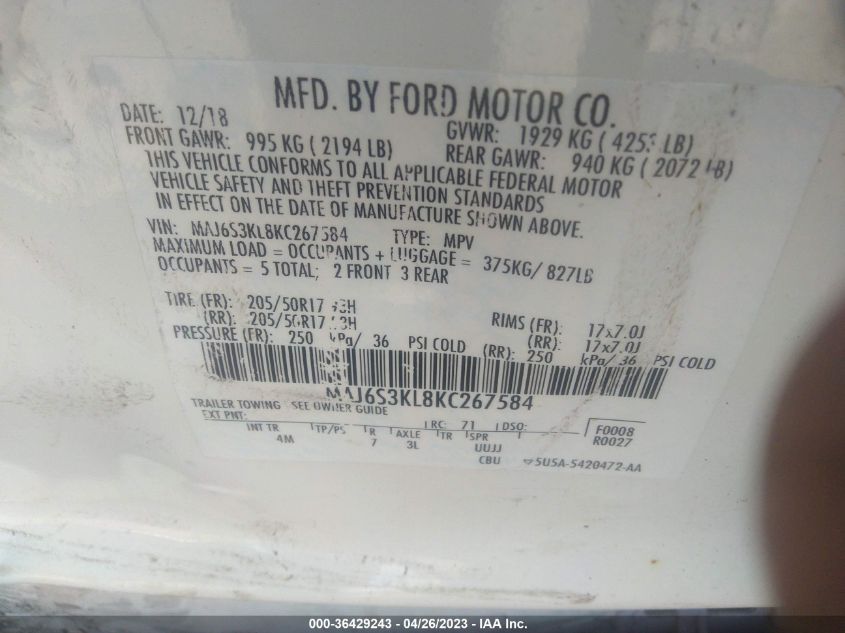 MFD. BY FORD MOTOR CO.
DATE: 12/18 GVWR: 1929 KG ( 4253 LB)
FRONT GAWR: 995 KG ( 2194 LB) REAR GAWR: 940 KG ( 2072 LB)
THIS VEHICLE CONFORMS TO ALL APPLICABLE FEDERAL MOTOR
VEHICLE SAFETY AND THEFT PREVENTION STANDARDS
IN EFFECT ON THE DATE OF MANUFACTURE SHOWN ABOVE.
VIN: MAJ6S3KL8KC267584 TYPE: MPV
MAXIMUM LOAD = OCCUPANTS + LUGGAGE = 375KG/ 827LB
OCCUPANTS = 5 TOTAL; 2 FRONT 3 REAR
TIRE (FR): 205/50R17 RIMS (FR): 17x7.0J
(RR): 205/50R17 (RR): 17x7.0J
PRESSURE (FR): 250 kPa/ 36 PSI COLD (RR): 250 kPa/ 36 PSI COLD
MAJ6S3KL8KC267584
TRAILER TOWING SEE OWNER GUIDE
EXT PNT: RC: 71 DSO: F0008
INT TR TP/PS R AXLE TR SPR R0027
4M 7 3L UUJJ
CBU 5U5A-5420472-AA
000-36429243 - 04/26/2023 - IAA Inc.